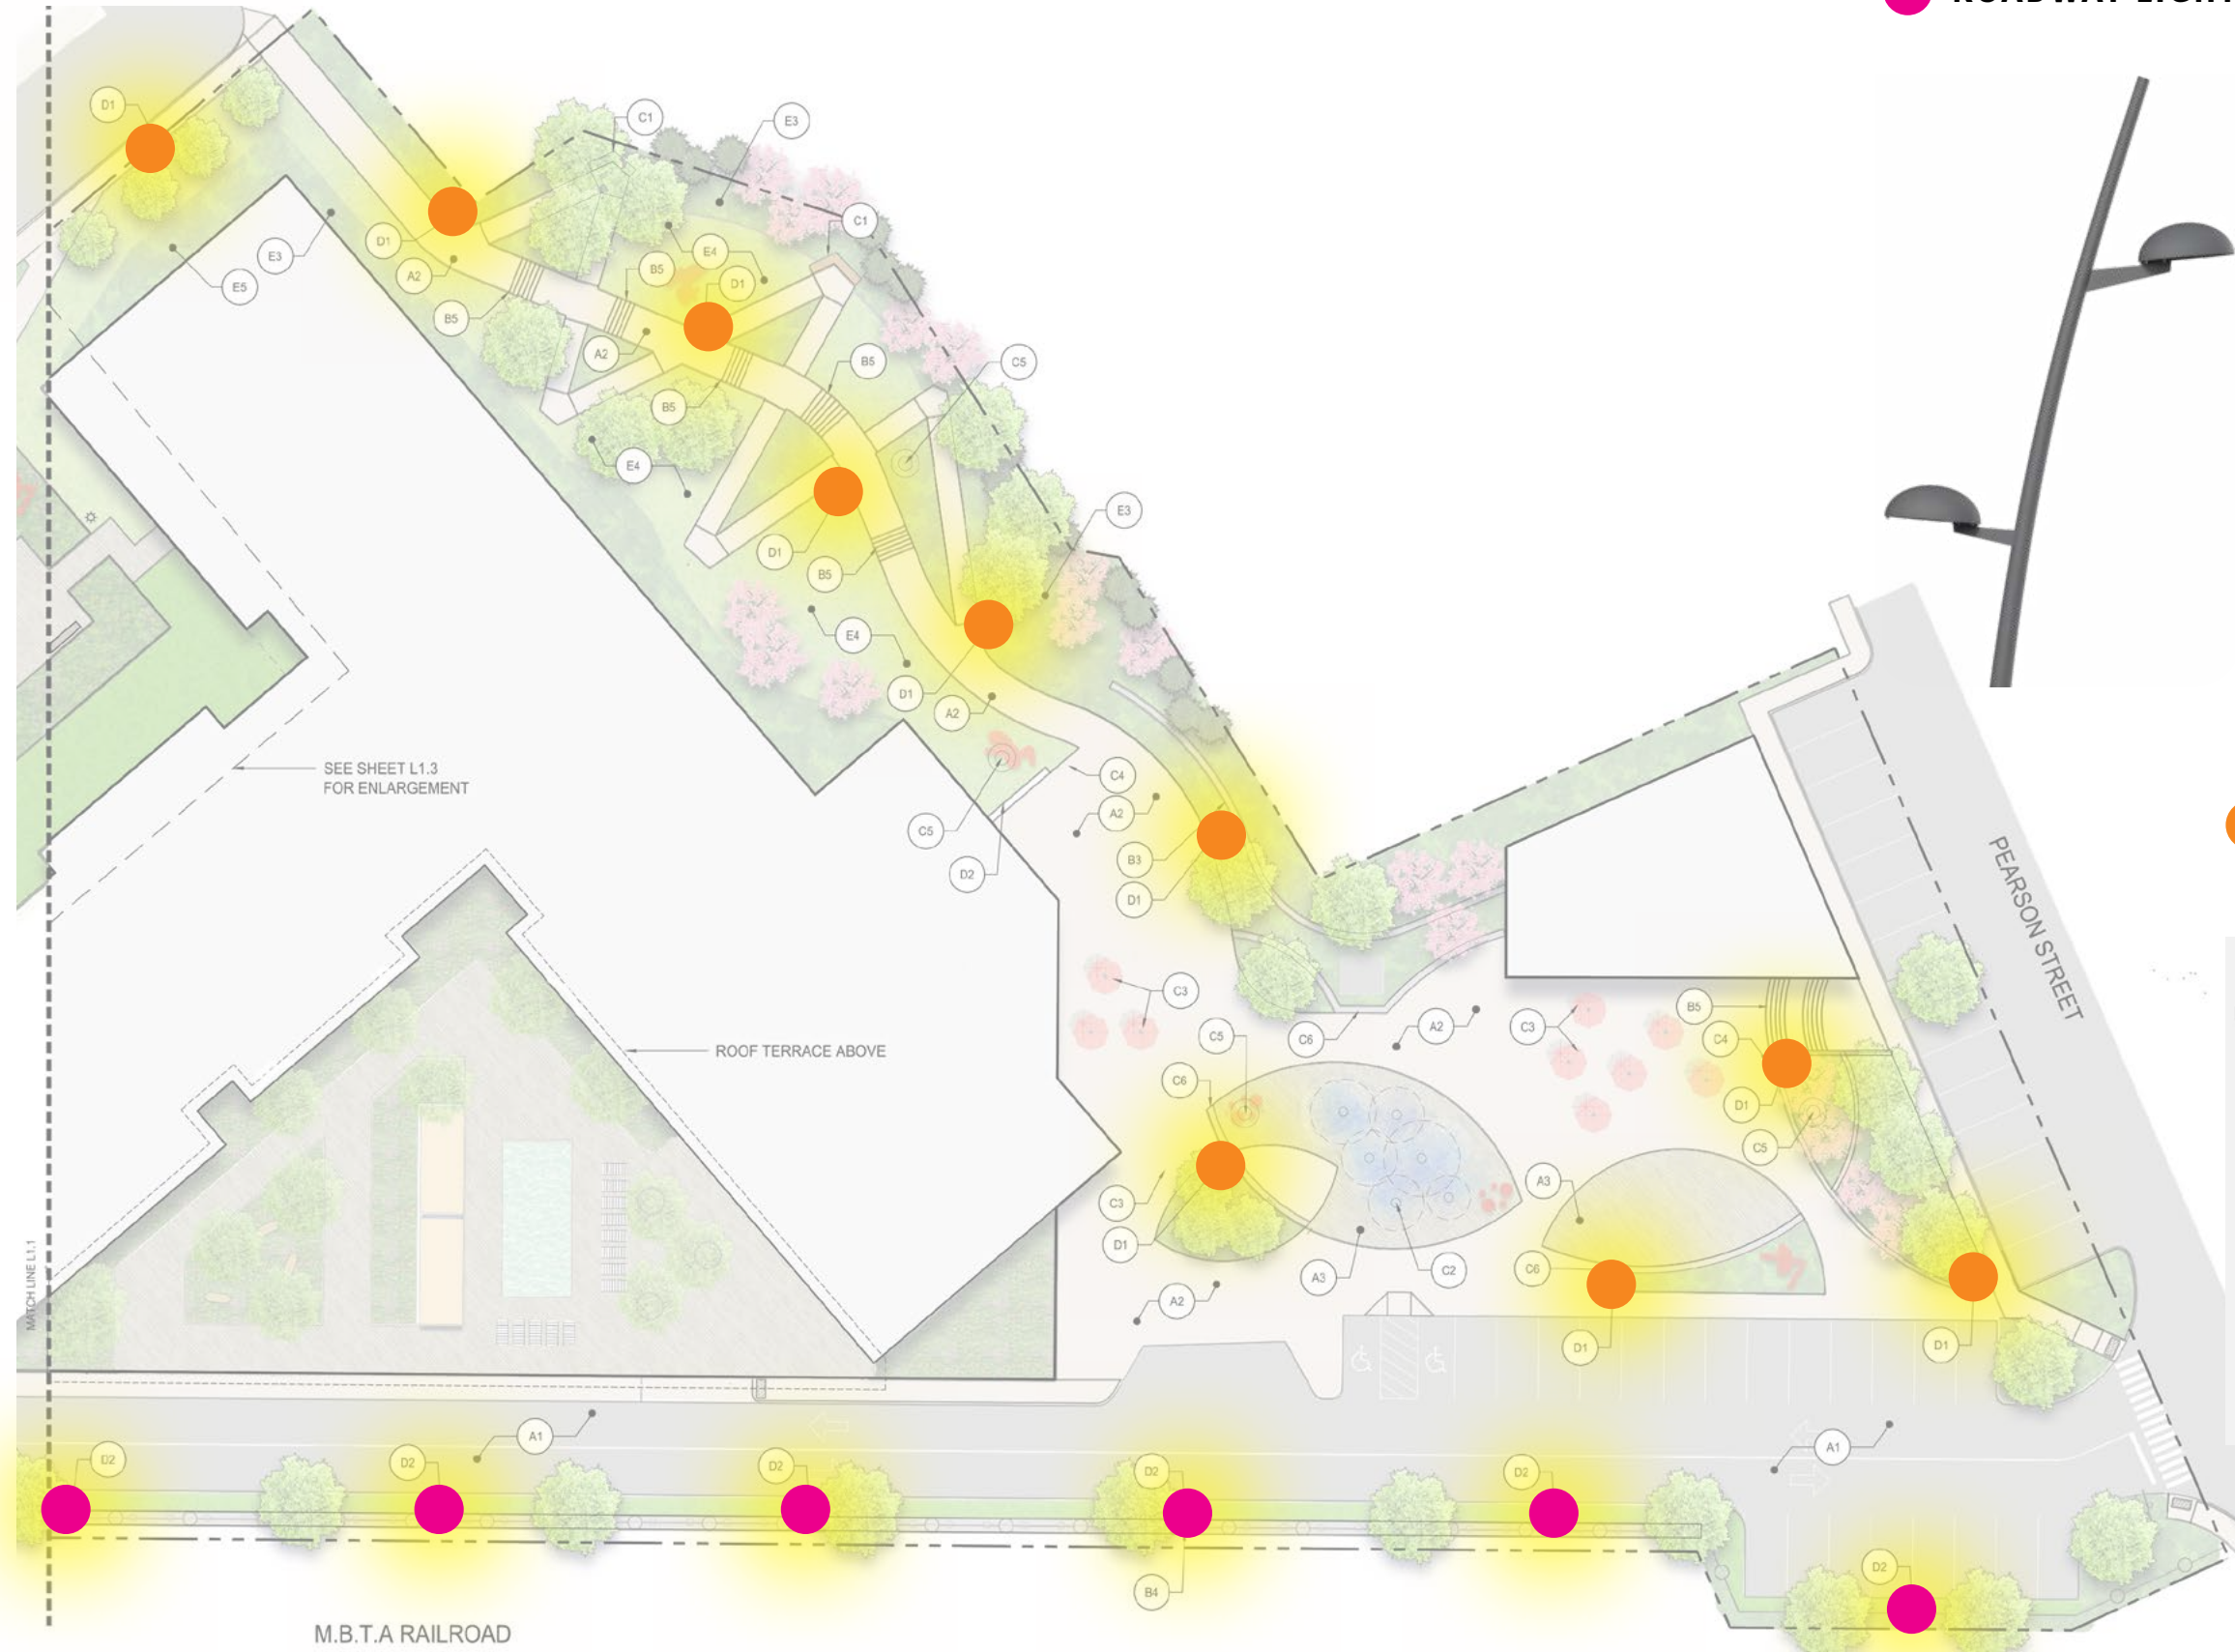 D1
C1
E3
C1
D1
E4
E3
B5
A2
D1
E5
B5
A2
B5
C5
B5
E4
E3
D1
B5
E4
D1
A2
SEE SHEET L1.3
FOR ENLARGEMENT
C4
A2
C5
B3
D2
D1
PEARSON STREET
C3
B5
C6
A2
C3
C5
C4
ROOF TERRACE ABOVE
C6
D1
C5
A3
C3
D1
C6
C2
A3
A2
MATCH LINE L1.1
D1
D1
A1
A1
D2
D2
D2
D2
D2
D2
B4
M.B.T.A RAILROAD